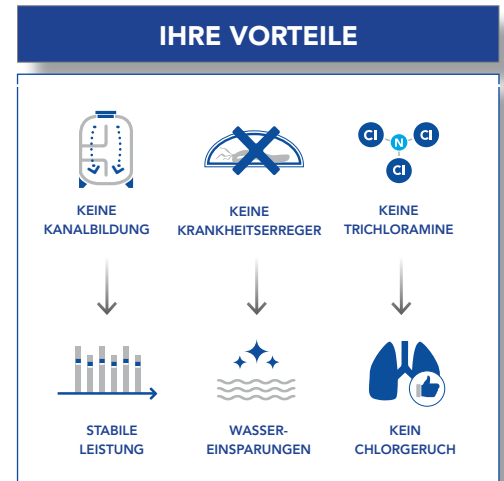 IHRE VORTEILE
Cl
N
Cl
Cl
KEINE
KANALBILDUNG
KEINE
KRANKHEITSERREGER
KEINE
TRICHLORAMINE
STABILE
LEISTUNG
WASSER-
EINSPARUNGEN
KEIN
CHLORGERUCH